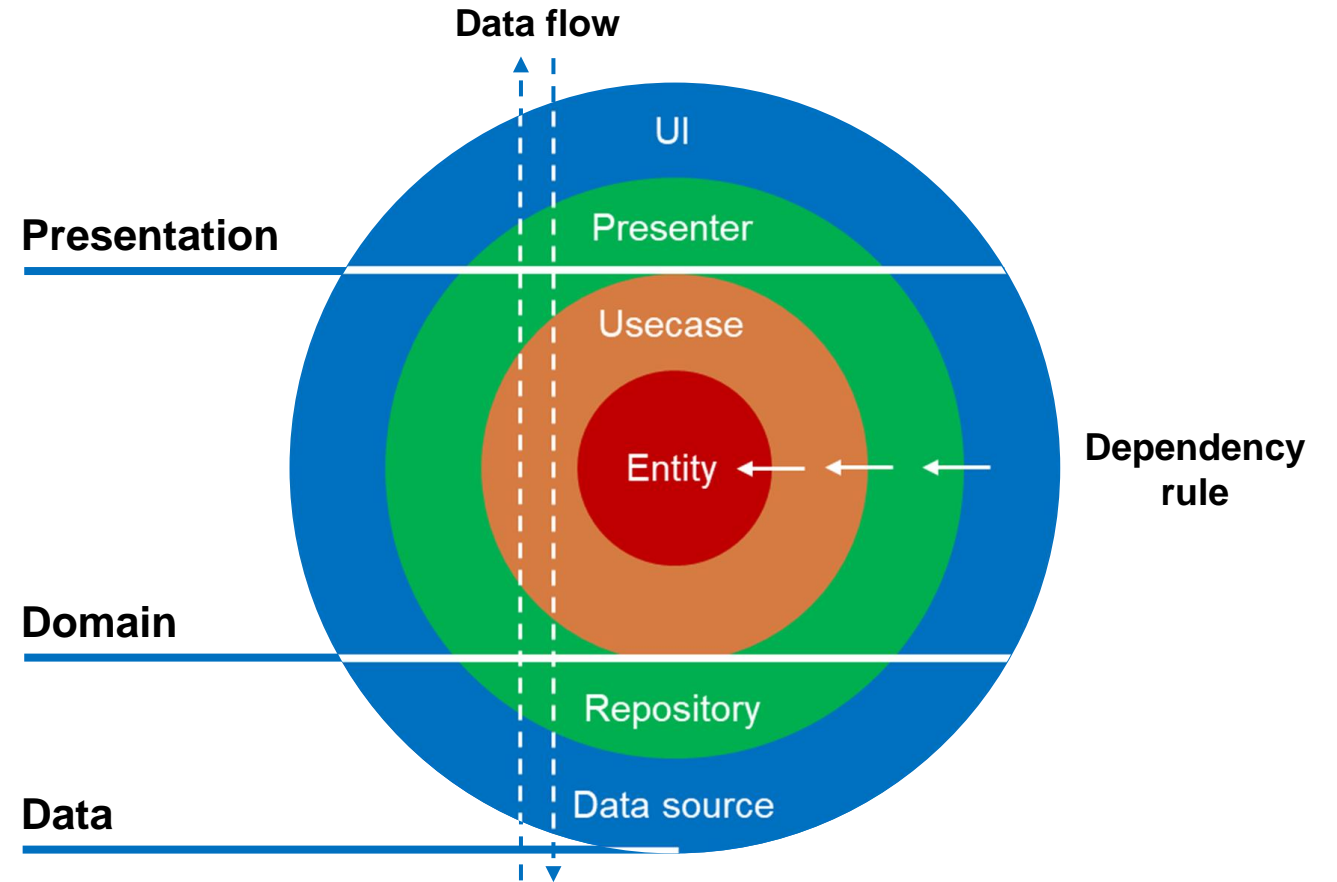 Data flow
UI
Presentation
Presenter
Usecase
Entity
Dependency
rule
Domain
Repository
Data source
Data